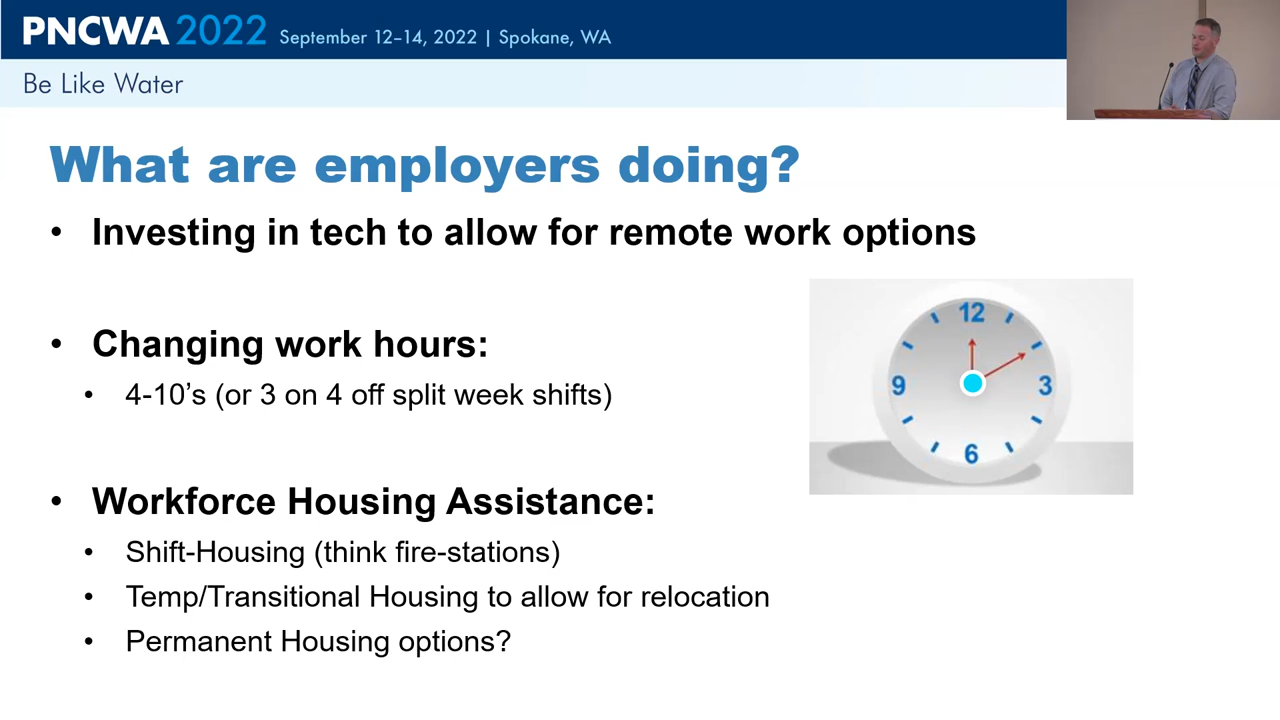 PNCWA 2022 September 12–14, 2022 | Spokane, WA
Be Like Water
What are employers doing?
• Investing in tech to allow for remote work options
• Changing work hours:
• 4-10’s (or 3 on 4 off split week shifts)
• Workforce Housing Assistance:
• Shift-Housing (think fire-stations)
• Temp/Transitional Housing to allow for relocation
• Permanent Housing options?
12
9
3
6